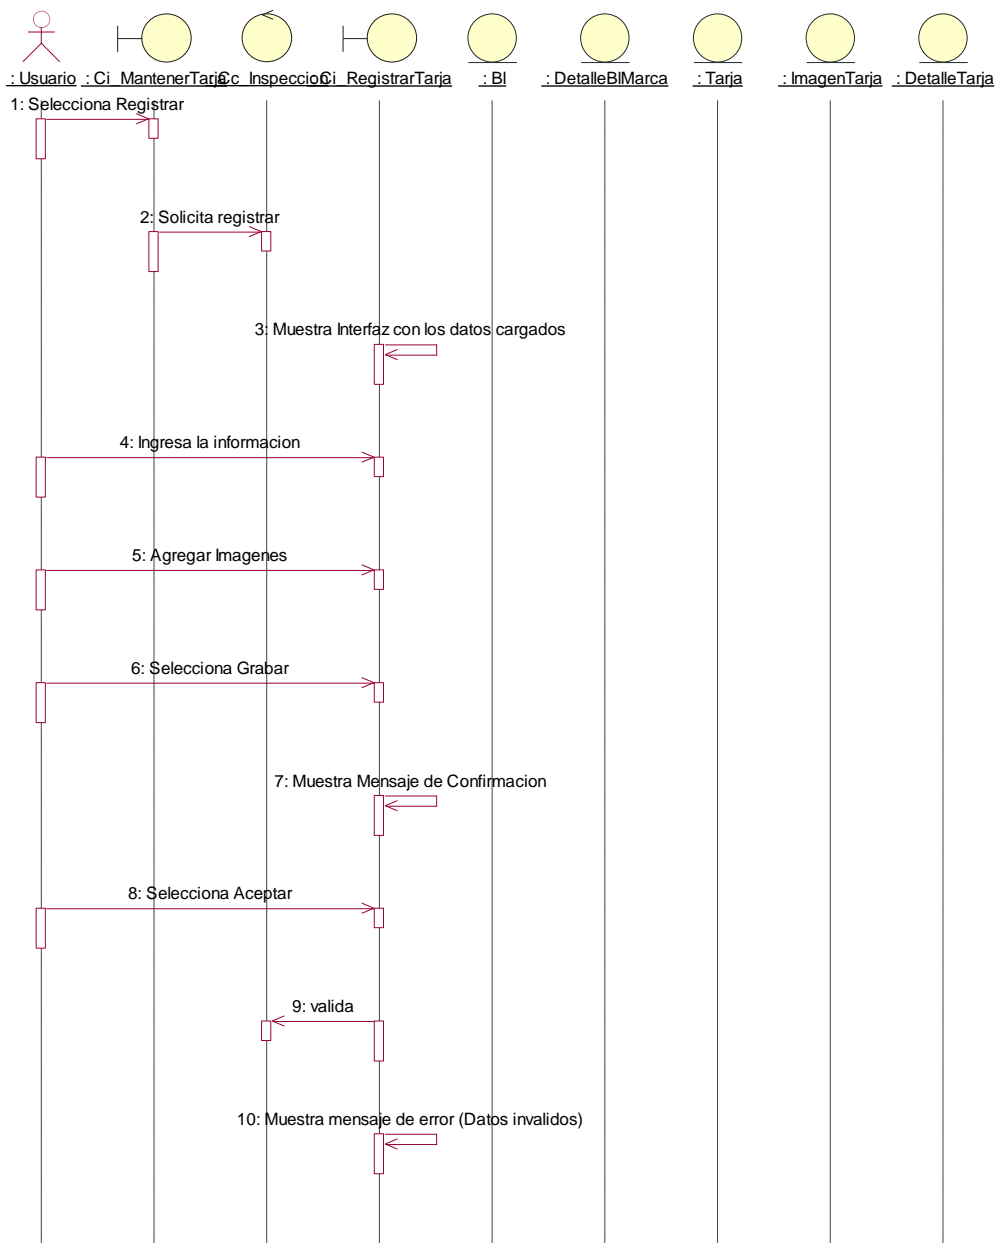 : Usuario
: Ci_MantenerTarja
: Cc_Inspeccion
: Ci_RegistrarTarja
: Bl
: DetalleBlMarca
: Tarja
: ImagenTarja
: DetalleTarja
1: Selecciona Registrar
2: Solicita registrar
3: Muestra Interfaz con los datos cargados
4: Ingresa la informacion
5: Agregar Imagenes
6: Selecciona Grabar
7: Muestra Mensaje de Confirmacion
8: Selecciona Aceptar
9: valida
10: Muestra mensaje de error (Datos invalidos)